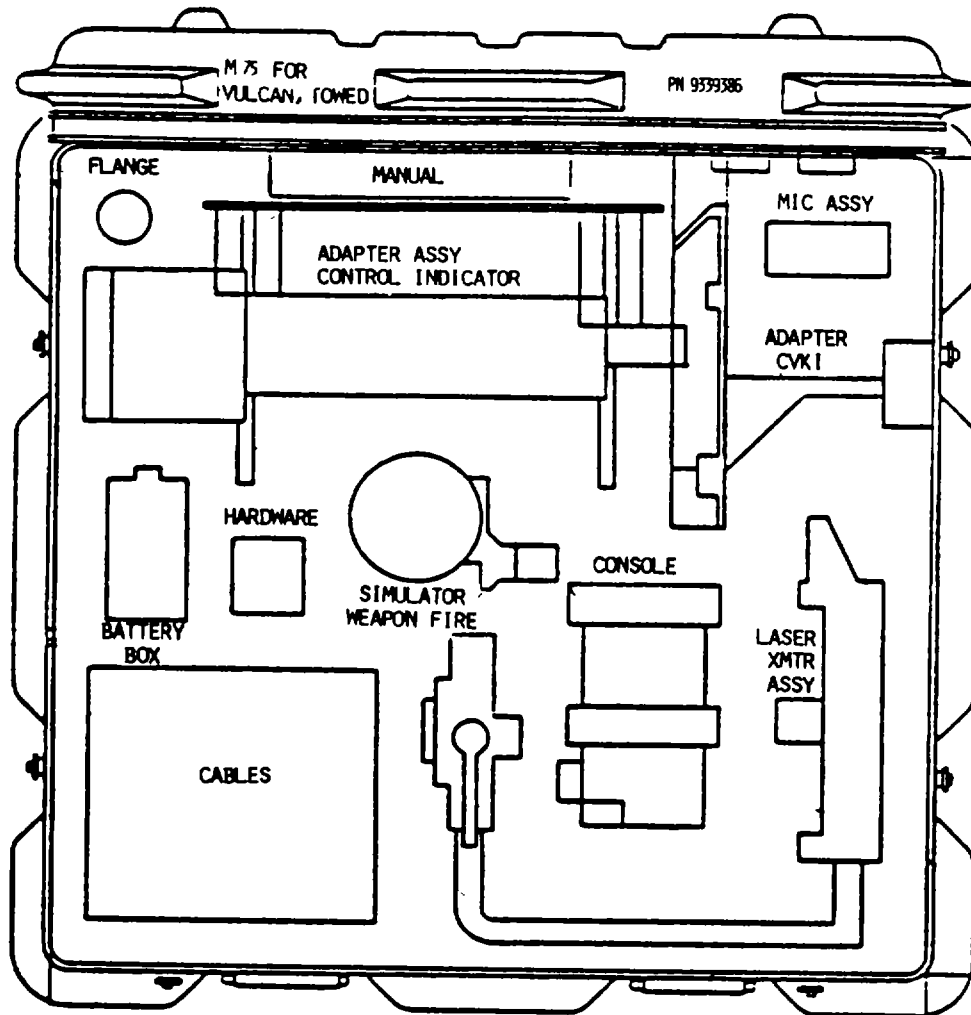 M 75 FOR
VULCAN, TOWED
PN 9339386
FLANGE
MANUAL
MIC ASSY
ADAPTER ASSY
CONTROL INDICATOR
ADAPTER
CVKI
HARDWARE
CONSOLE
SIMULATOR
WEAPON FIRE
BATTERY
BOX
LASER
XMTR
ASSY
CABLES